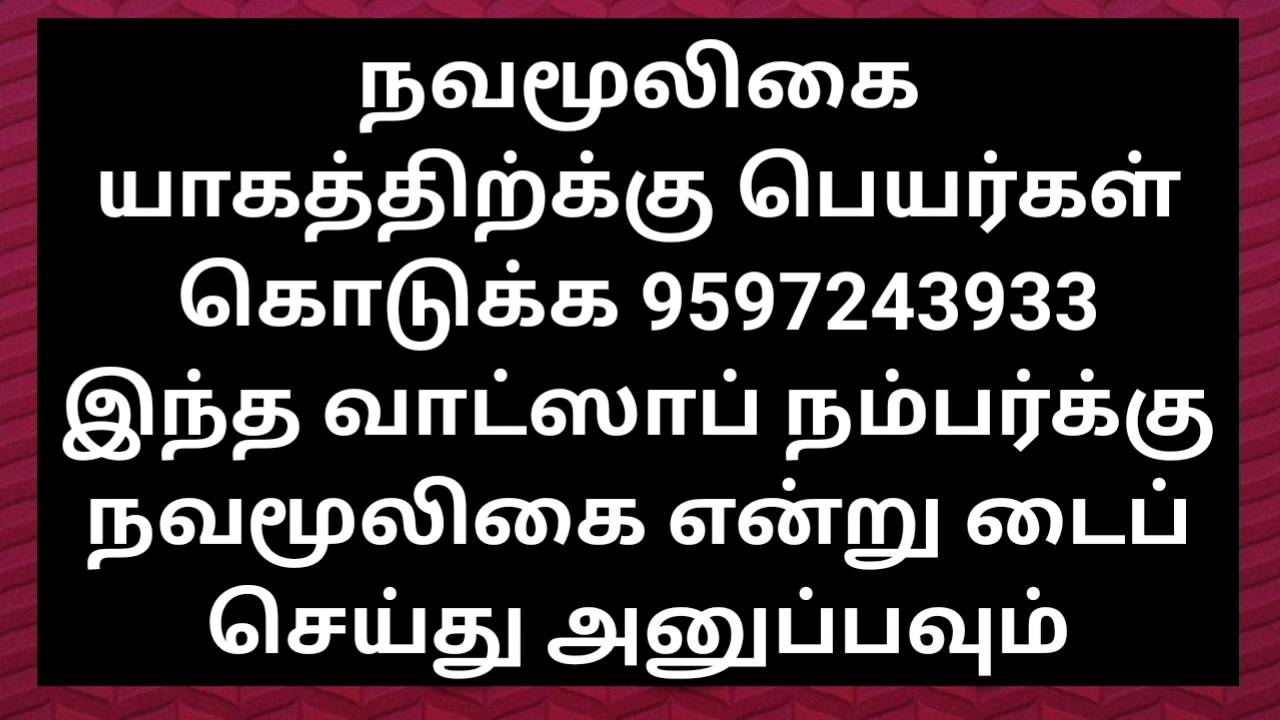 நவமூலிகை
யாகத்திற்க்கு பெயர்கள்
கொடுக்க 9597243933
இந்த வாட்ஸாப் நம்பர்க்கு
நவமூலிகை என்று டைப்
செய்து அனுப்பவும்